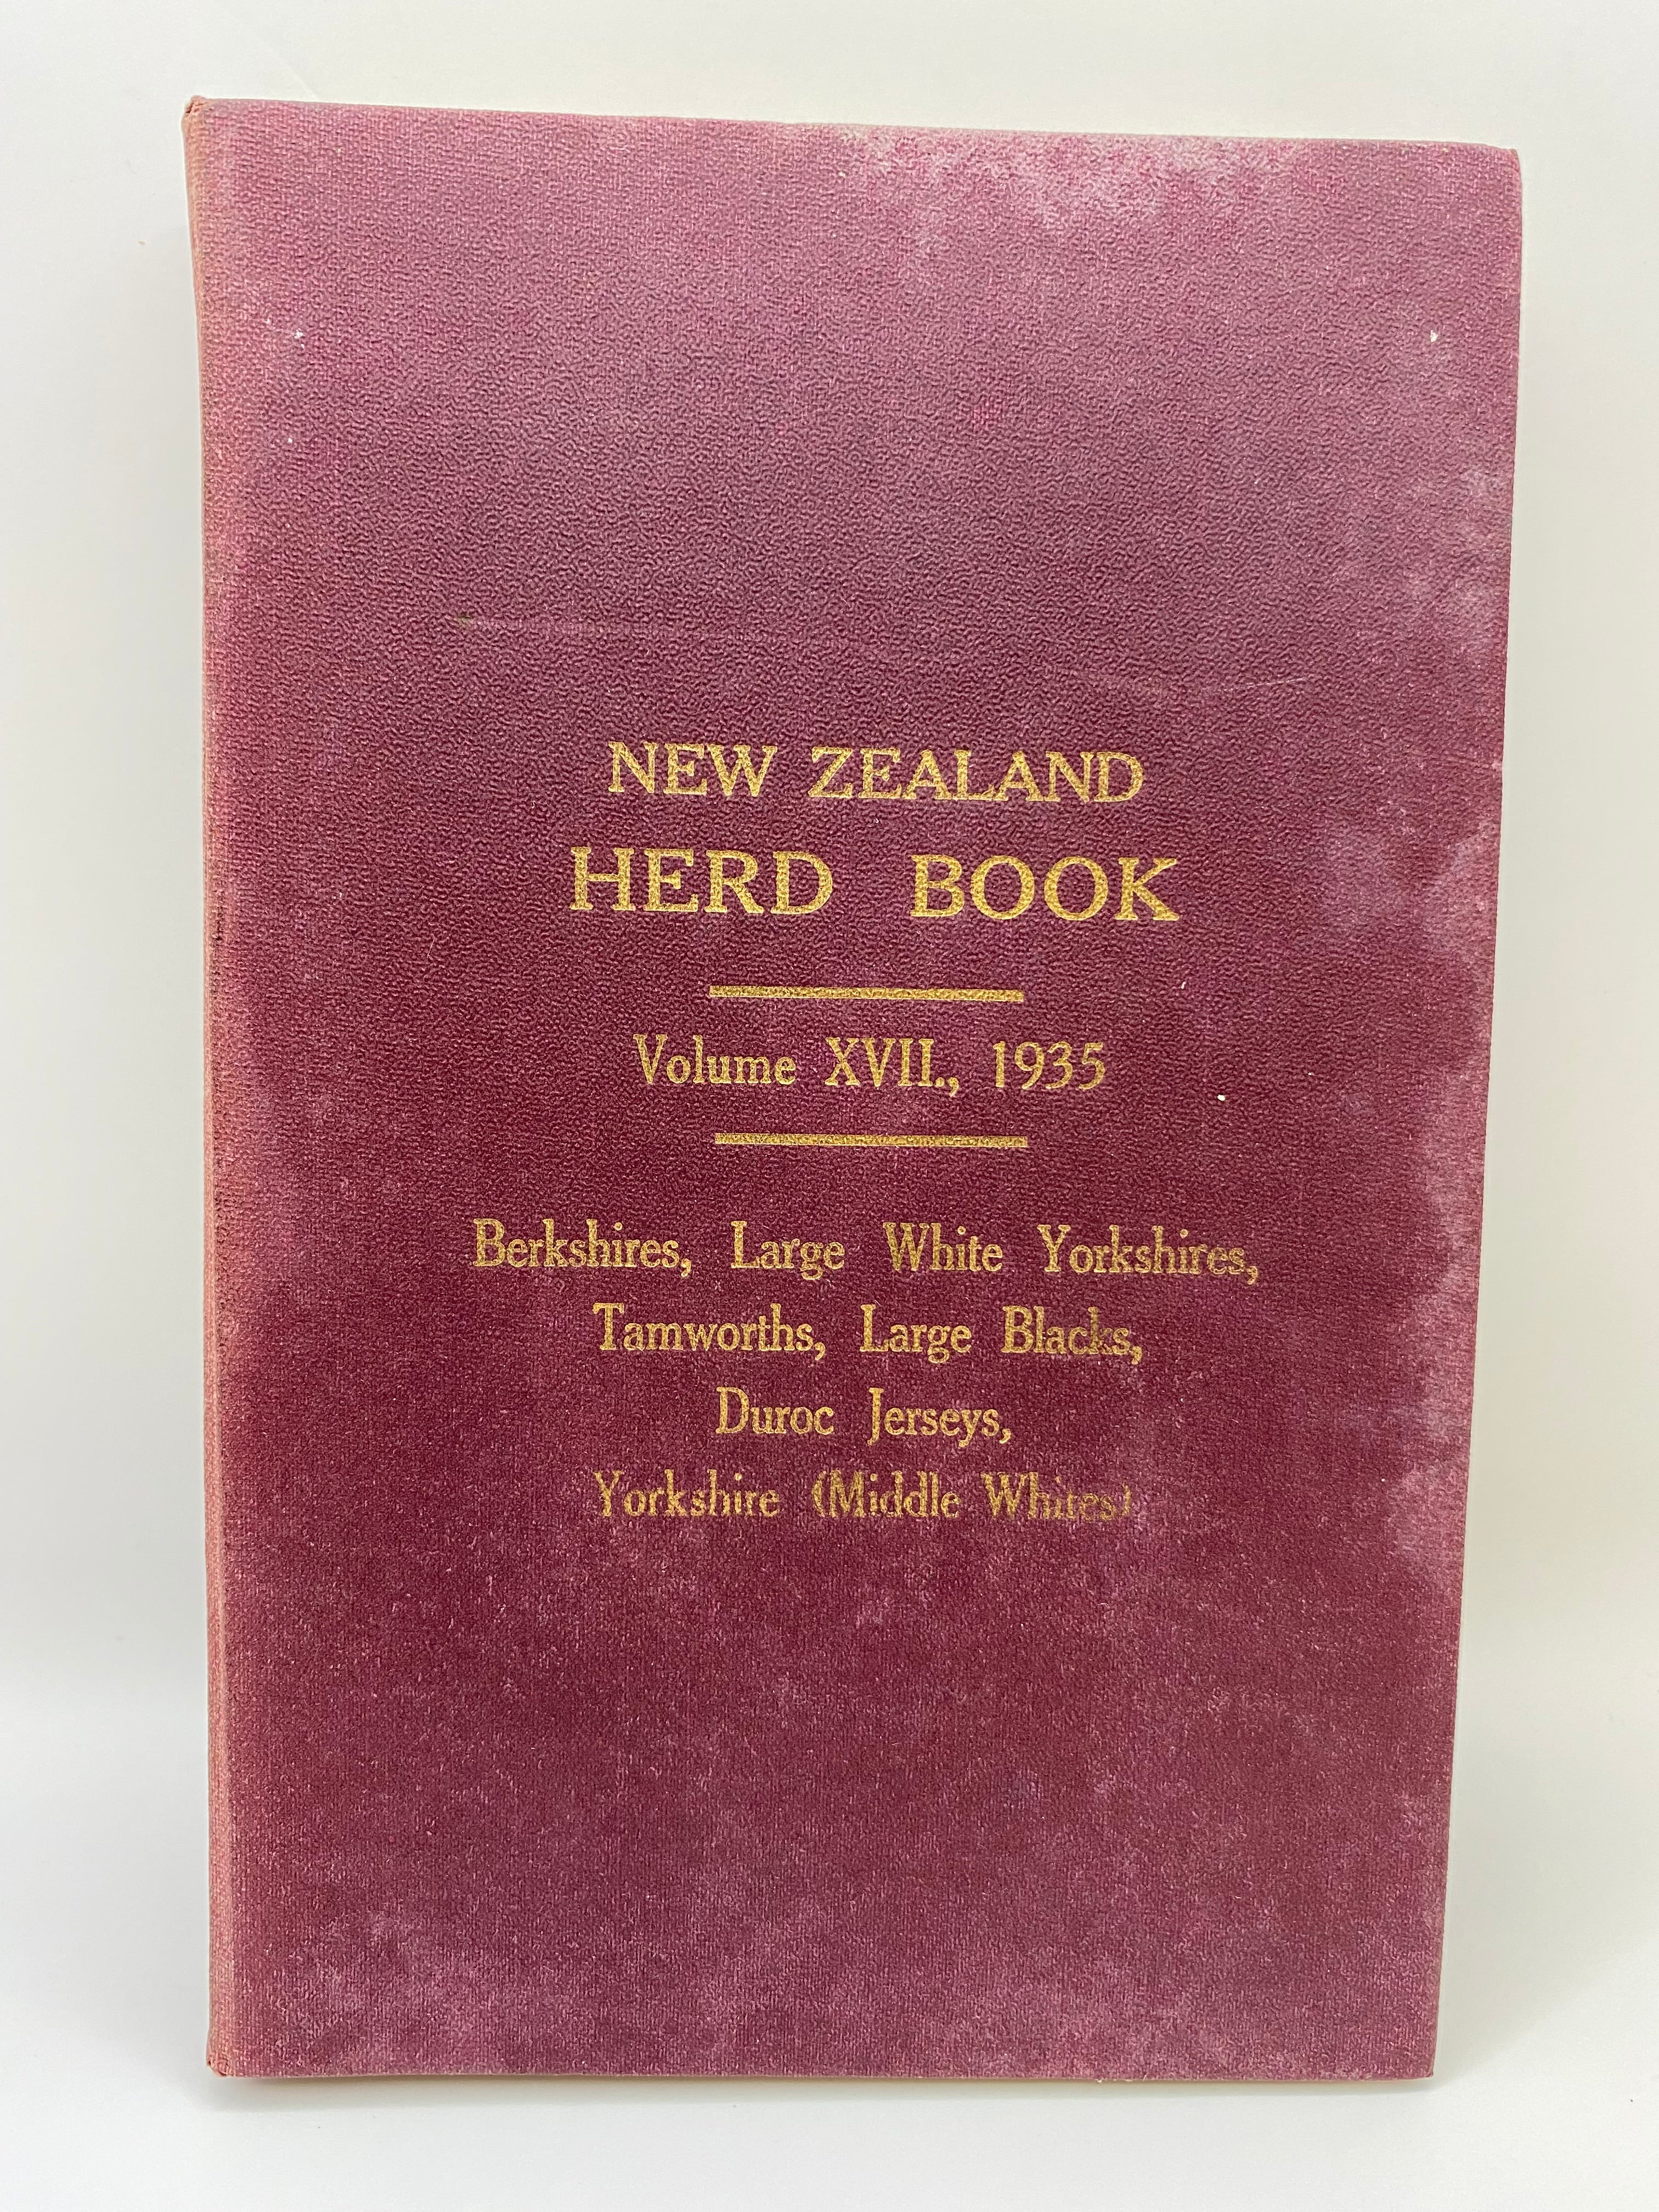 NEW ZEALAND
HERD BOOK
Volume XVII., 1935
Berkshires, Large White Yorkshires,
Tamworths, Large Blacks,
Duroc Jerseys,
Yorkshire (Middle Whites)